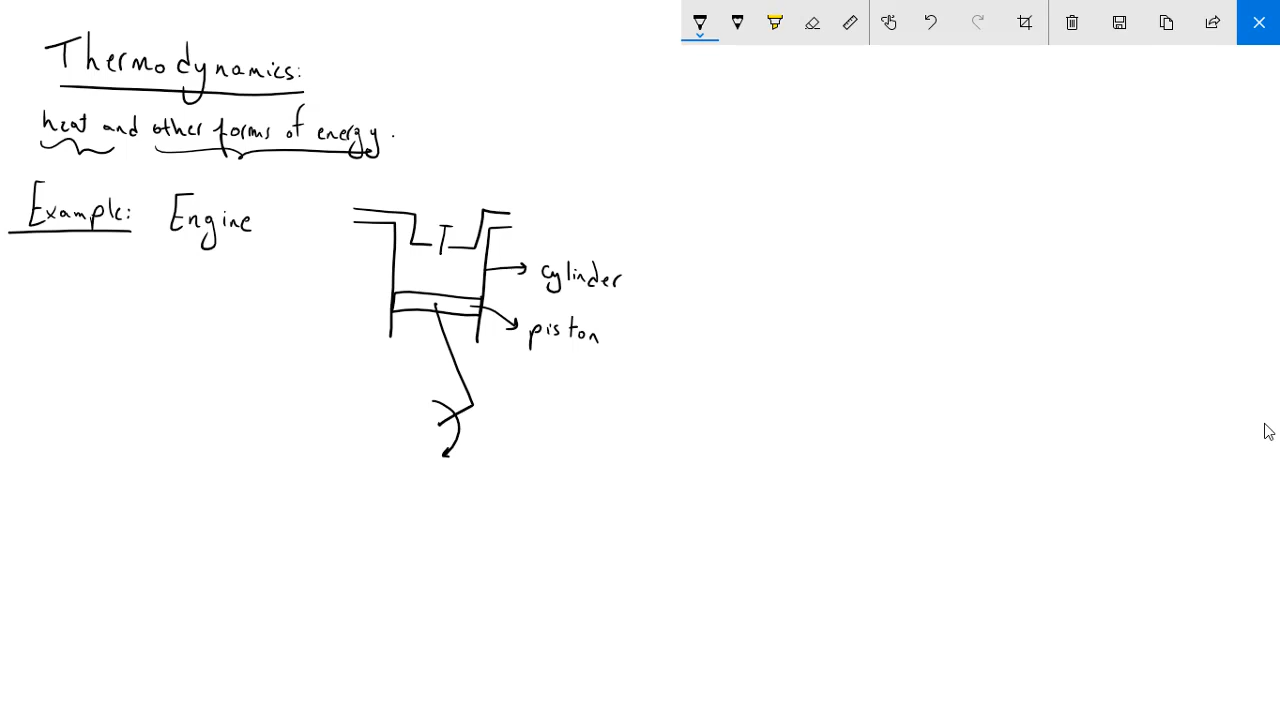 Thermodynamics:
heat and other forms of energy.
Example: Engine
cylinder
piston